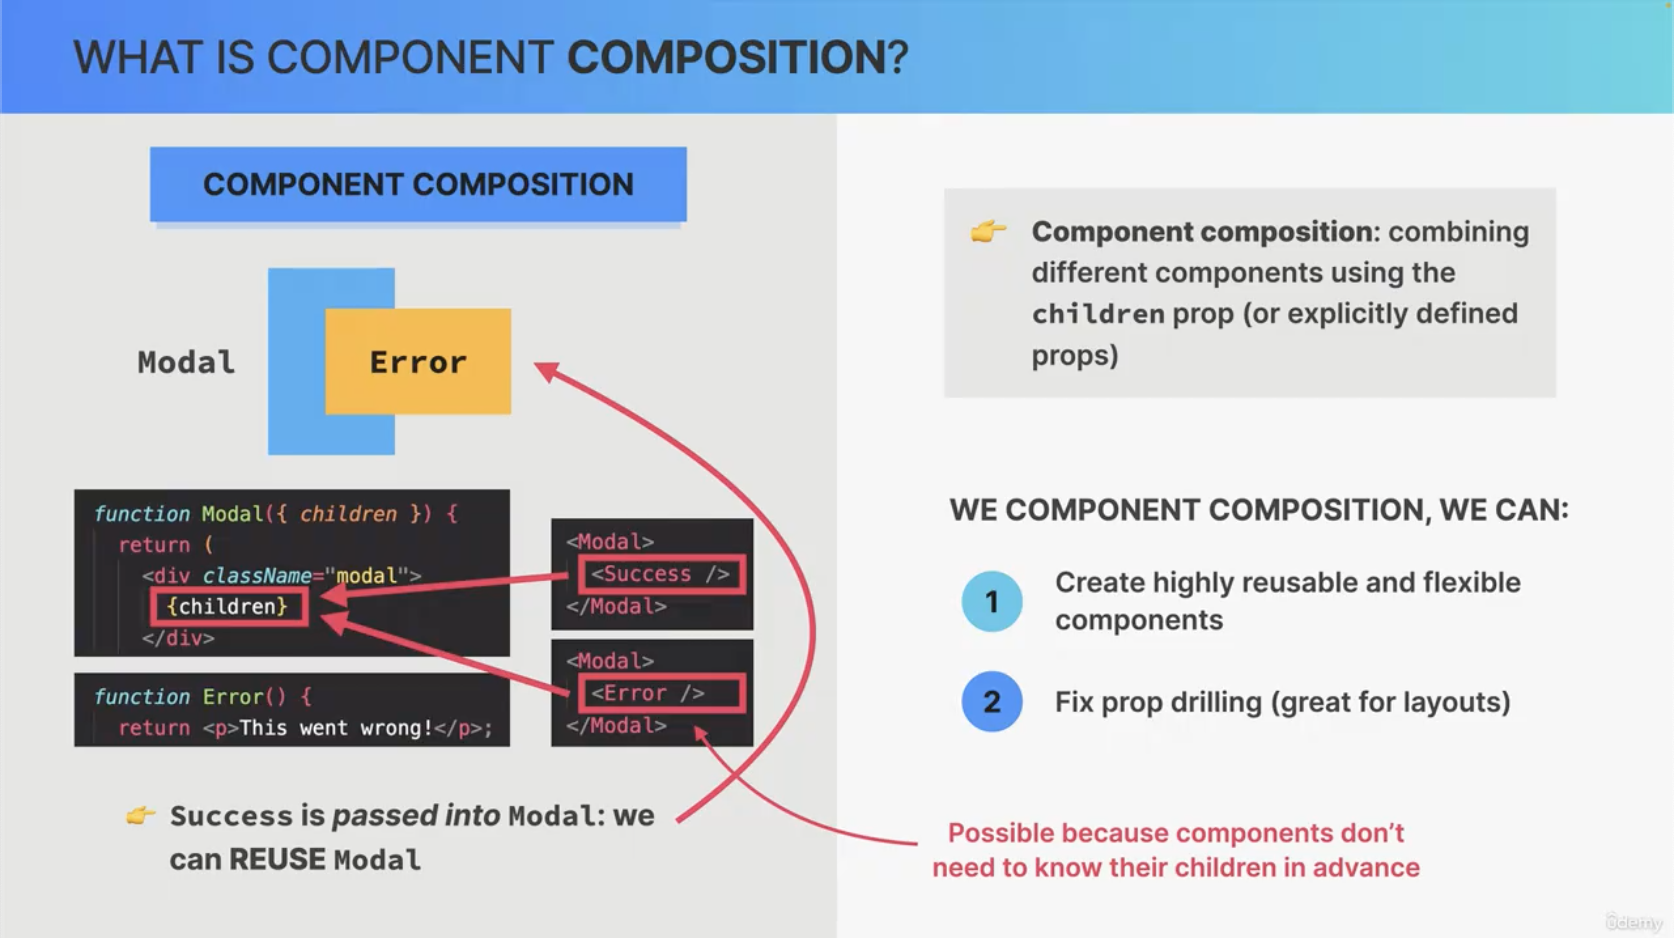 WHAT IS COMPONENT COMPOSITION?
COMPONENT COMPOSITION
Modal
Error
function Modal({ children }) {
return (
<div className="modal">
{children}
</div>
function Error() {
return <p>This went wrong!</p>;
<Modal>
<Success />
</Modal>
<Modal>
<Error />
</Modal>
👉 Success is passed into Modal: we
can REUSE Modal
👉 Component composition: combining
different components using the
children prop (or explicitly defined
props)
WE COMPONENT COMPOSITION, WE CAN:
1 Create highly reusable and flexible
components
2 Fix prop drilling (great for layouts)
Possible because components don’t
need to know their children in advance
ûdemy